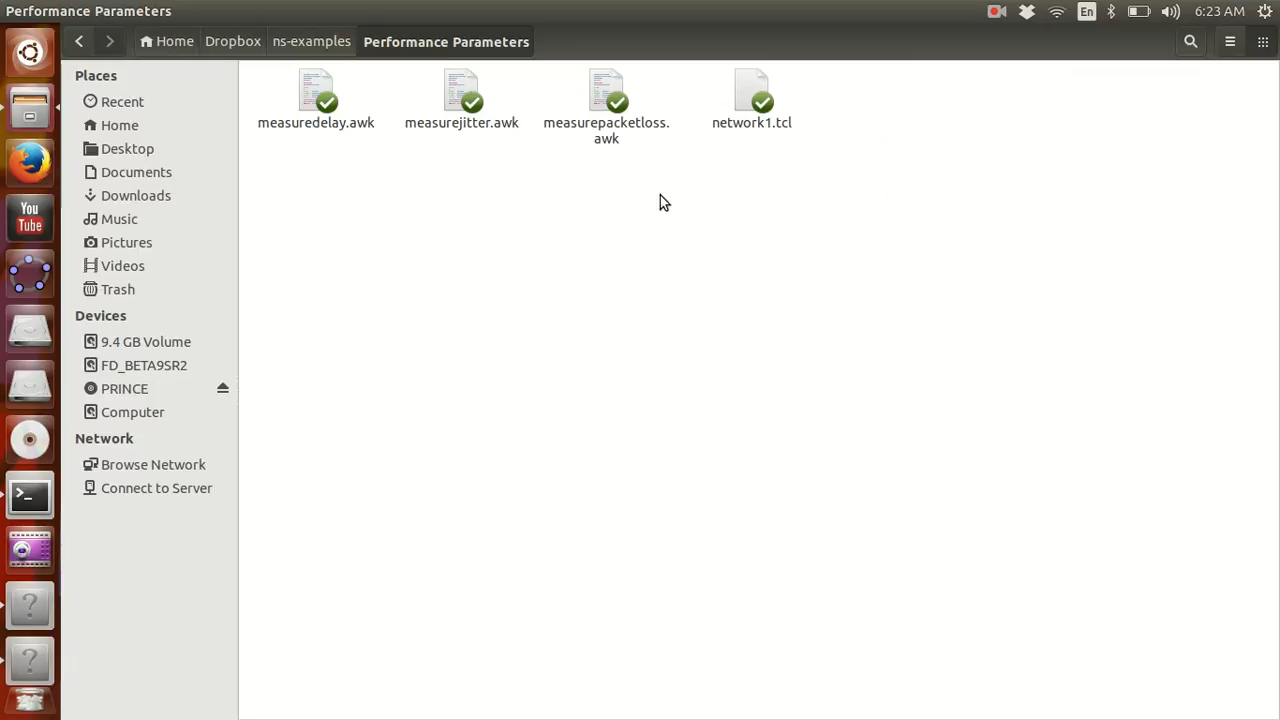 Performance Parameters
En
6:23 AM
Home
Dropbox
ns-examples
Performance Parameters
Places
Recent
Home
Desktop
Documents
Downloads
Music
Pictures
Videos
Trash
Devices
9.4 GB Volume
FD_BETA9SR2
PRINCE
Computer
Network
Browse Network
Connect to Server
You
Tube
>_
?
?
measuredelay.awk
measurejitter.awk
measurepacketloss.
awk
network1.tcl